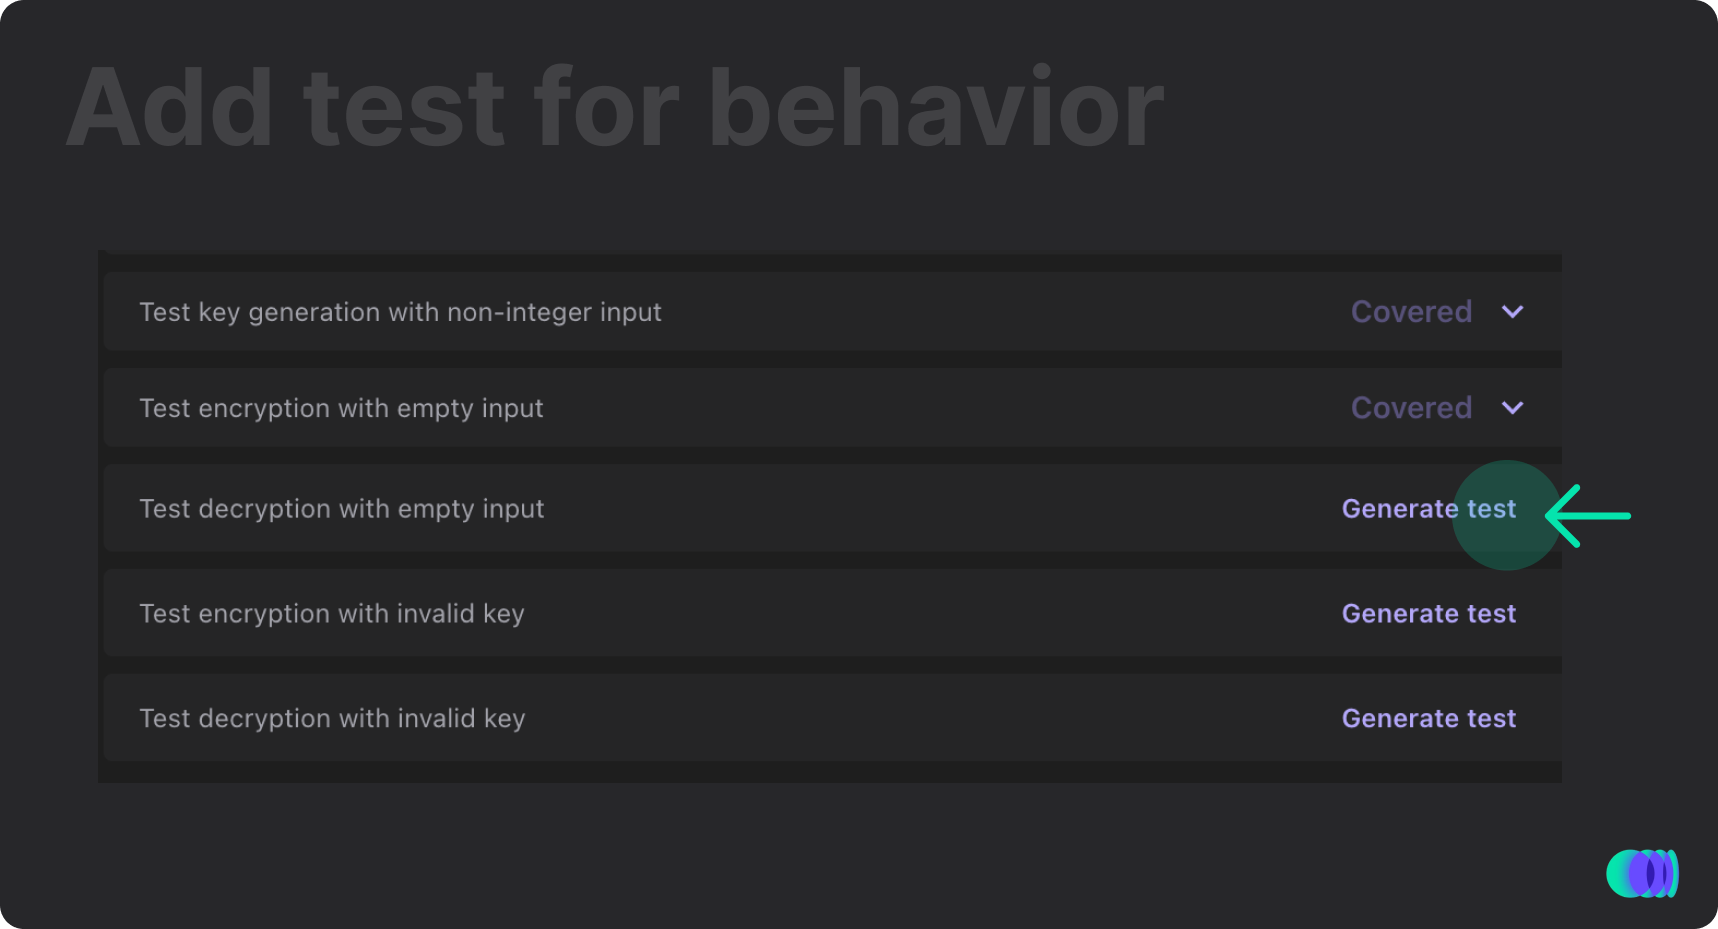 Add test for behavior
Test key generation with non-integer input Covered
Test encryption with empty input Covered
Test decryption with empty input Generate test
Test encryption with invalid key Generate test
Test decryption with invalid key Generate test